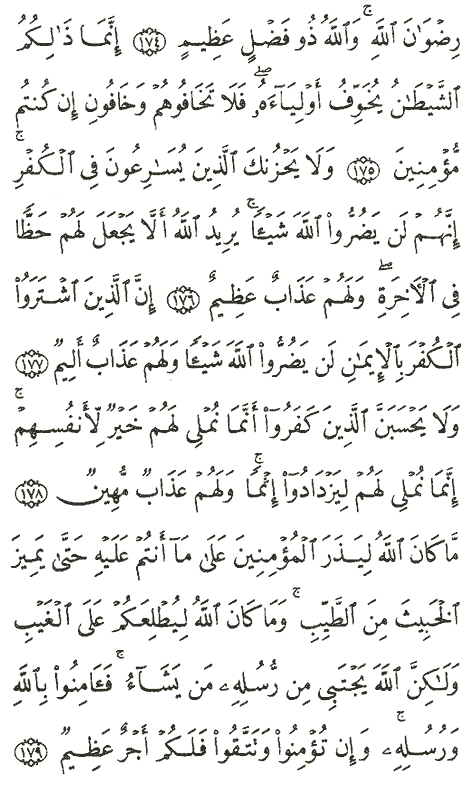 رِضْوَٰنَ ٱللَّهِ ۗ وَٱللَّهُ ذُو فَضْلٍ عَظِيمٍ ﴿١٧٤﴾ إِنَّمَا ذَٰلِكُمُ
ٱلشَّيْطَٰنُ يُخَوِّفُ أَوْلِيَآءَهُۥ ۖ فَلَا تَخَافُوهُمْ وَخَافُونِ إِن كُنتُم
مُّؤْمِنِينَ ﴿١٧٥﴾ وَلَا يَحْزُنكَ ٱلَّذِينَ يُسَٰرِعُونَ فِى ٱلْكُفْرِ ۚ
إِنَّهُمْ لَن يَضُرُّوا۟ ٱللَّهَ شَيْـًٔا ۗ يُرِيدُ ٱللَّهُ أَلَّا يَجْعَلَ لَهُمْ حَظًّا
فِى ٱلْـَٔاخِرَةِ ۖ وَلَهُمْ عَذَابٌ عَظِيمٌ ﴿١٧٦﴾ إِنَّ ٱلَّذِينَ ٱشْتَرَوُا۟
ٱلْكُفْرَ بِٱلْإِيمَٰنِ لَن يَضُرُّوا۟ ٱللَّهَ شَيْـًٔا وَلَهُمْ عَذَابٌ أَلِيمٌ ﴿١٧٧﴾
وَلَا يَحْسَبَنَّ ٱلَّذِينَ كَفَرُوٓا۟ أَنَّمَا نُمْلِى لَهُمْ خَيْرٌ لِّأَنفُسِهِمْ ۚ
إِنَّمَا نُمْلِى لَهُمْ لِيَزْدَادُوٓا۟ إِثْمًا ۚ وَلَهُمْ عَذَابٌ مُّهِينٌ ﴿١٧٨﴾
مَّا كَانَ ٱللَّهُ لِيَذَرَ ٱلْمُؤْمِنِينَ عَلَىٰ مَآ أَنتُمْ عَلَيْهِ حَتَّىٰ يَمِيزَ
ٱلْخَبِيثَ مِنَ ٱلطَّيِّبِ ۗ وَمَا كَانَ ٱللَّهُ لِيُطْلِعَكُمْ عَلَى ٱلْغَيْبِ
وَلَٰكِنَّ ٱللَّهَ يَجْتَبِى مِن رُّسُلِهِۦ مَن يَشَآءُ ۖ فَـَٔامِنُوا۟ بِٱللَّهِ
وَرُسُلِهِۦ ۚ وَإِن تُؤْمِنُوا۟ وَتَتَّقُوا۟ فَلَكُمْ أَجْرٌ عَظِيمٌ ﴿١٧٩﴾